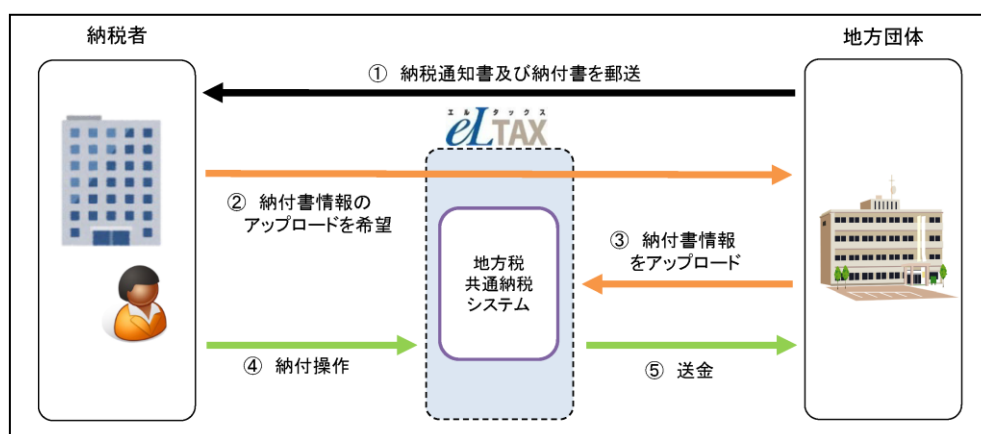 納税者
地方団体
① 納税通知書及び納付書を郵送
エルタックス
eLTAX
② 納付書情報の
アップロードを希望
③ 納付書情報
をアップロード
地方税
共通納税
システム
④ 納付操作
⑤ 送金